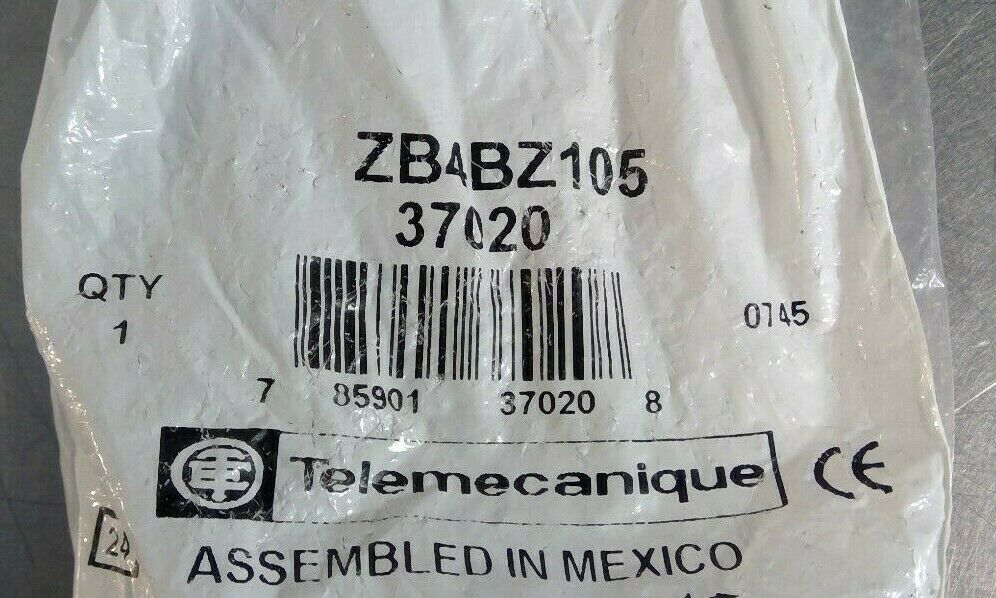 ZB4BZ105
37020
QTY
1
0745
7 85901 37020 8
Telemecanique CE
24
ASSEMBLED IN MEXICO